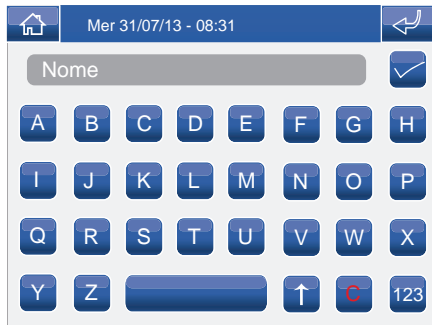 Mer 31/07/13 - 08:31
Nome
A B C D E F G H
I J K L M N O P
Q R S T U V W X
Y Z ↑ C 123